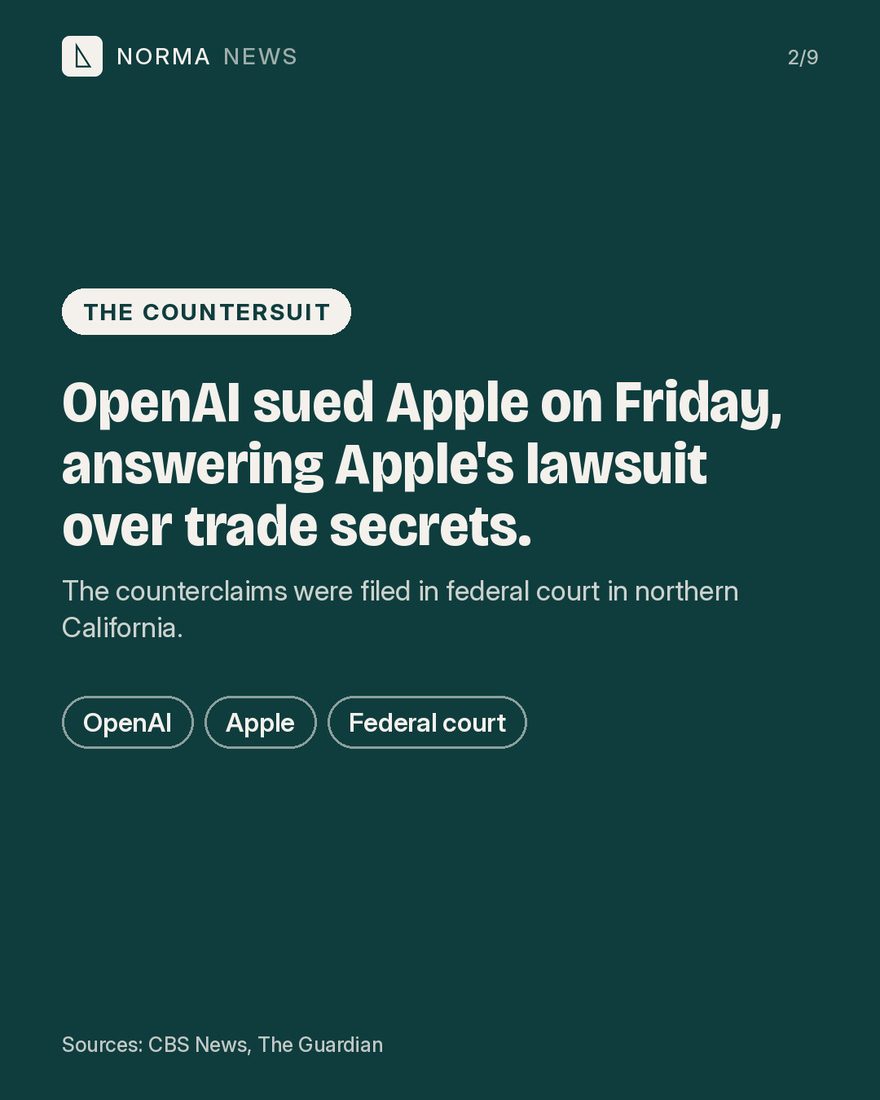 NORMA NEWS
2/9
THE COUNTERSUIT
OpenAI sued Apple on Friday,
answering Apple's lawsuit
over trade secrets.
The counterclaims were filed in federal court in northern
California.
OpenAI
Apple
Federal court
Sources: CBS News, The Guardian